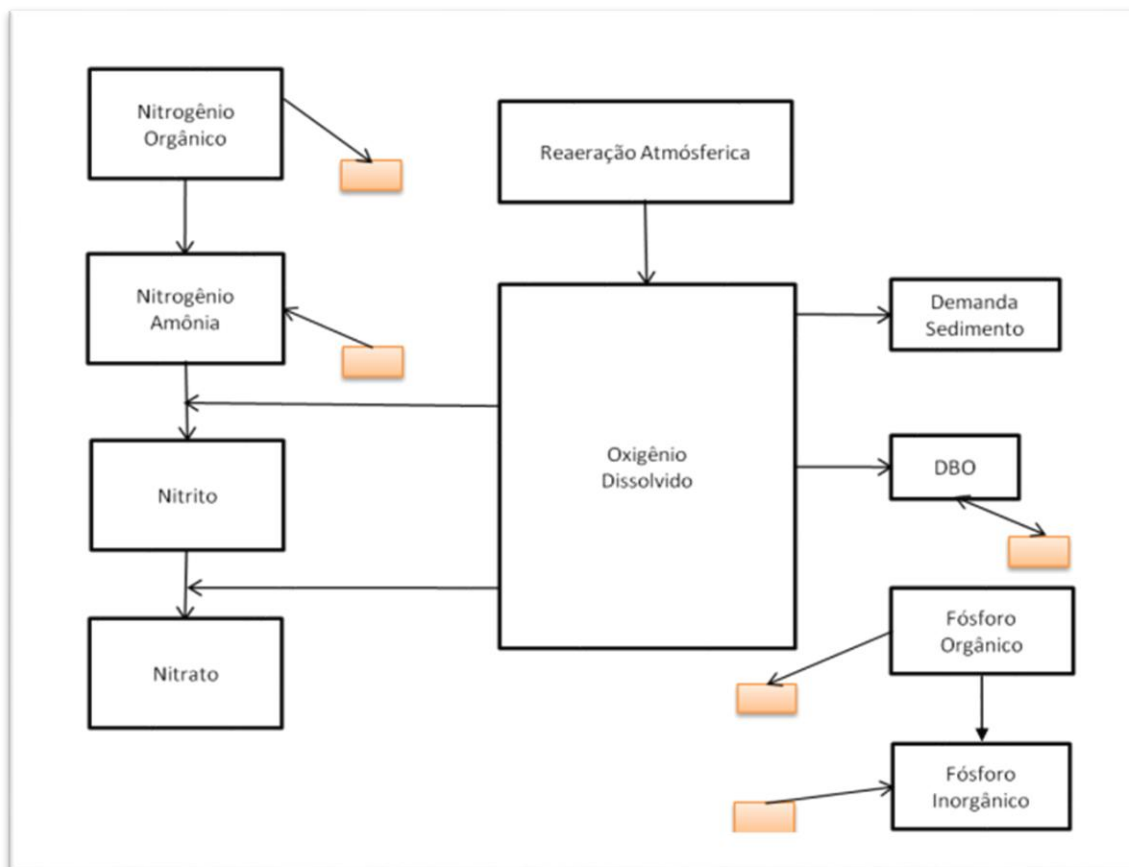 Nitrogênio
Orgânico
Reaeração Atmósferica
Nitrogênio
Amônia
Demanda
Sedimento
Oxigênio
Dissolvido
DBO
Nitrito
Fósforo
Orgânico
Nitrato
Fósforo
Inorgânico